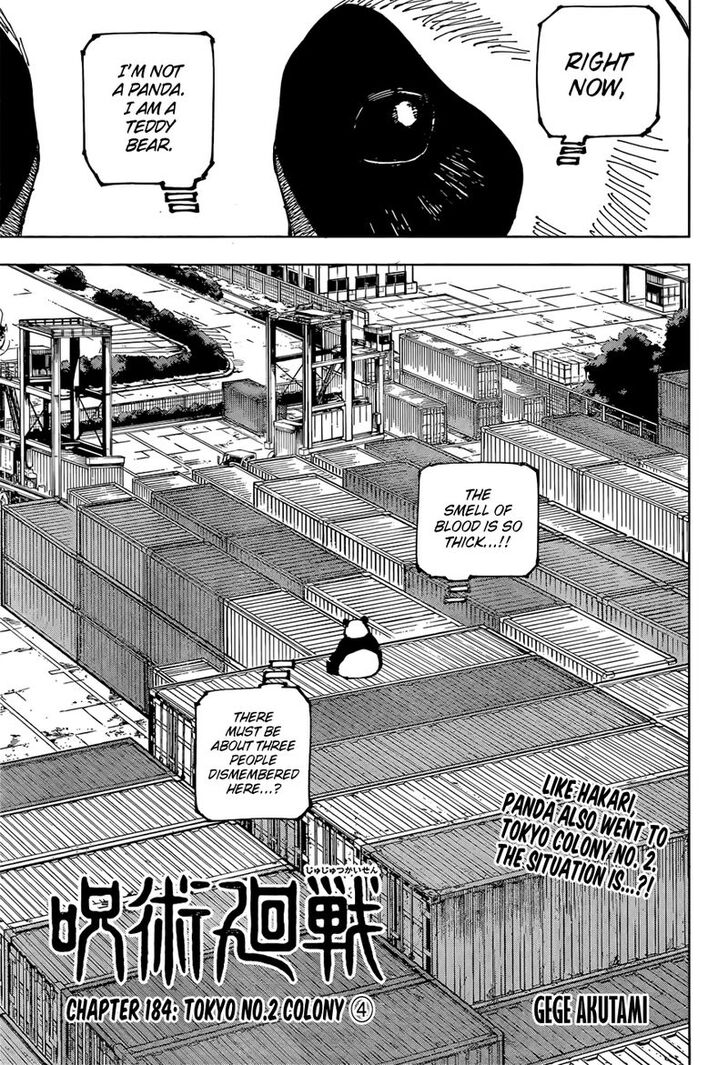 RIGHT
NOW,
I'M NOT
A PANDA.
I AM A
TEDDY
BEAR.
THE
SMELL OF
BLOOD IS SO
THICK...!!
THERE
MUST BE
ABOUT THREE
PEOPLE
DISMEMBERED
HERE...?
LIKE HAKARI,
PANDA ALSO WENT TO
TOKYO COLONY NO. 2.
THE SITUATION IS...?!
じゅじゅつかいせん
呪術廻戦
CHAPTER 184: TOKYO NO.2 COLONY ④
GEGE AKUTAMI